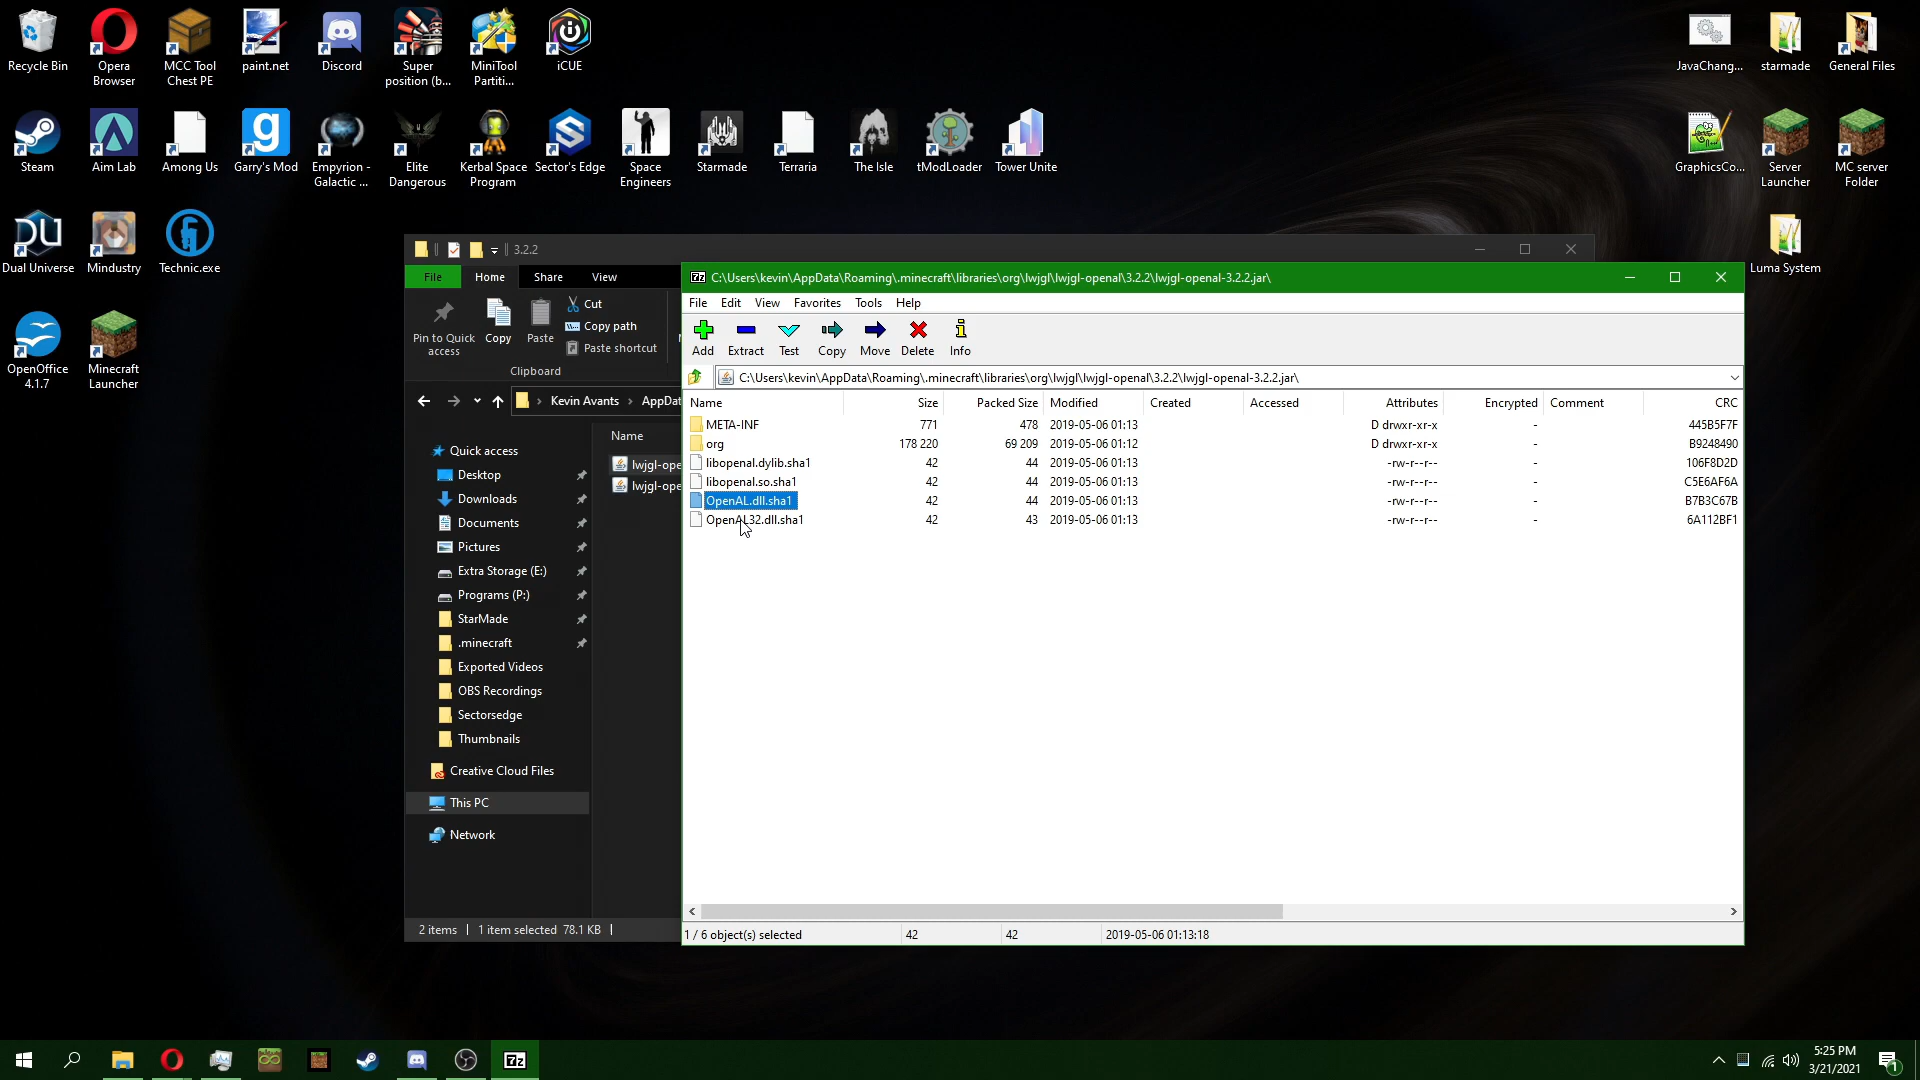 Recycle Bin
Opera Browser
MCC Tool Chest PE
paint.net
Discord
Super position (b...
MiniTool Partiti...
iCUE
JavaChang...
starmade
General Files
Steam
Aim Lab
Among Us
Garry's Mod
Empyrion - Galactic ...
Elite Dangerous
Kerbal Space Program
Sector's Edge
Space Engineers
Starmade
Terraria
The Isle
tModLoader
Tower Unite
GraphicsCo...
Server Launcher
MC server Folder
Dual Universe
Mindustry
Technic.exe
Luma System
OpenOffice 4.1.7
Minecraft Launcher
3.2.2
File Home Share View
Pin to Quick access
Copy
Paste
Cut
Copy path
Paste shortcut
Clipboard
Kevin Avants > AppDat
Name
lwjgl-ope
lwjgl-ope
Quick access
Desktop
Downloads
Documents
Pictures
Extra Storage (E:)
Programs (P:)
StarMade
.minecraft
Exported Videos
OBS Recordings
Sectorsedge
Thumbnails
Creative Cloud Files
This PC
Network
2 items 1 item selected 78.1 KB
7z C:\Users\kevin\AppData\Roaming\.minecraft\libraries\org\lwjgl\lwjgl-openal\3.2.2\lwjgl-openal-3.2.2.jar\
File Edit View Favorites Tools Help
Add Extract Test Copy Move Delete Info
C:\Users\kevin\AppData\Roaming\.minecraft\libraries\org\lwjgl\lwjgl-openal\3.2.2\lwjgl-openal-3.2.2.jar\
Name Size Packed Size Modified Created Accessed Attributes Encrypted Comment CRC
META-INF 771 478 2019-05-06 01:13 D drwxr-xr-x - 445B5F7F
org 178 220 69 209 2019-05-06 01:12 D drwxr-xr-x - B9248490
libopenal.dylib.sha1 42 44 2019-05-06 01:13 -rw-r--r-- - 106F8D2D
libopenal.so.sha1 42 44 2019-05-06 01:13 -rw-r--r-- - C5E6AF6A
OpenAL.dll.sha1 42 44 2019-05-06 01:13 -rw-r--r-- - B7B3C67B
OpenAL32.dll.sha1 42 43 2019-05-06 01:13 -rw-r--r-- - 6A112BF1
1 / 6 object(s) selected 42 42 2019-05-06 01:13:18
7z
5:25 PM
3/21/2021
1